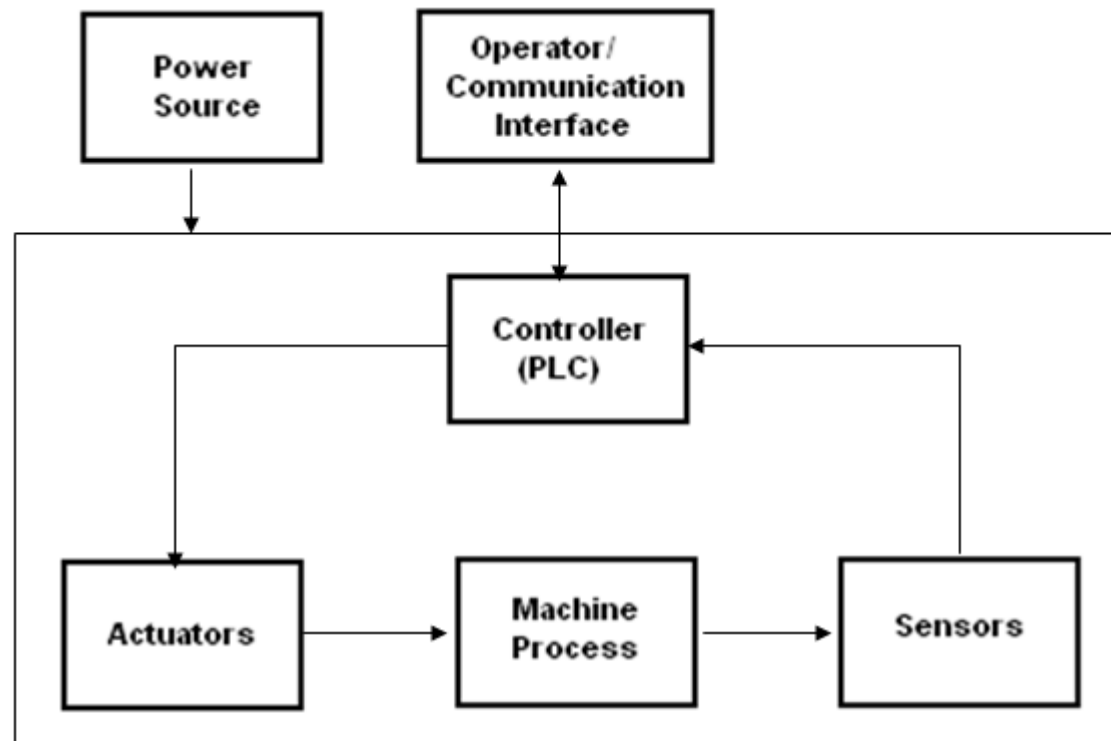 Power
Source
Operator/
Communication
Interface
Controller
(PLC)
Actuators
Machine
Process
Sensors